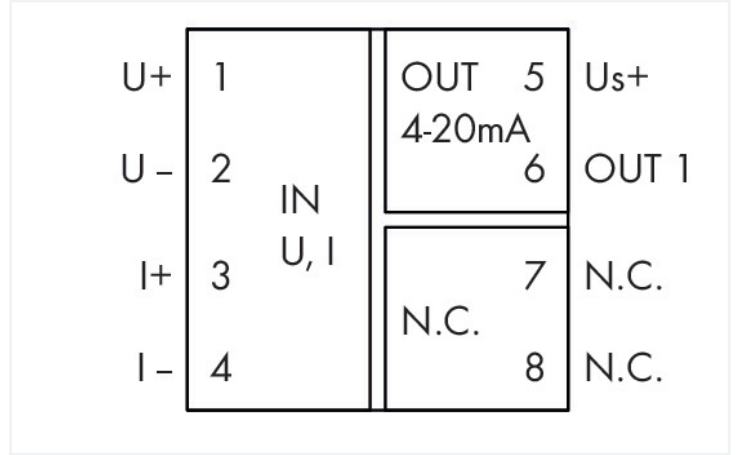 U+ 1 OUT 5 Us+
4-20mA
U – 2 6 OUT 1
IN
U, I
I+ 3 7 N.C.
N.C.
I – 4 8 N.C.